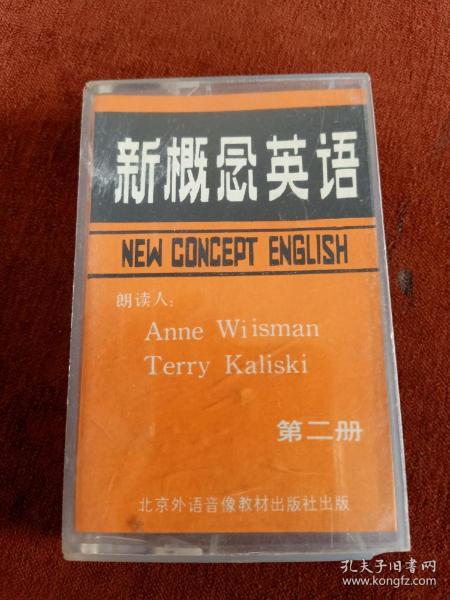 新概念英语
NEW CONCEPT ENGLISH
朗读人:
Anne Wiisman
Terry Kaliski
第二册
北京外语音像教材出版社出版
孔夫子旧书网
www.kongfz.com